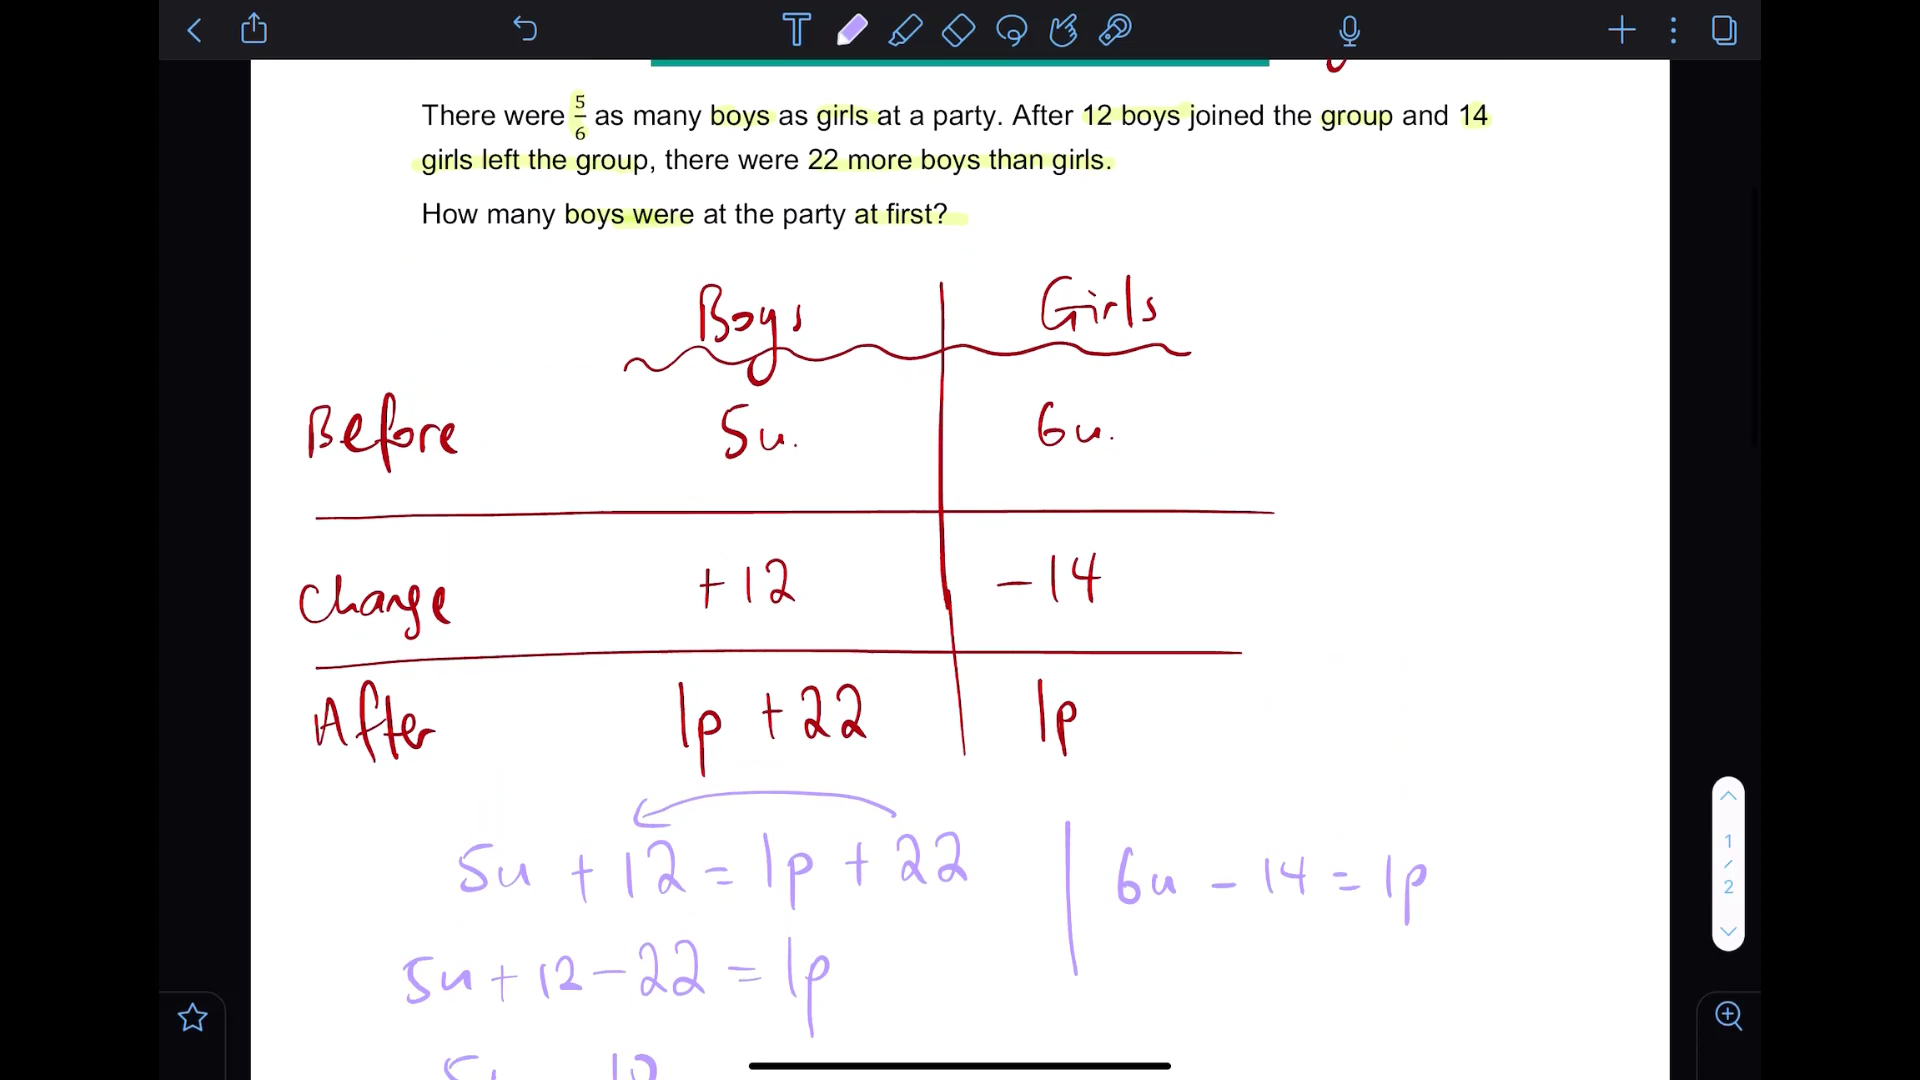 There were 5/6 as many boys as girls at a party. After 12 boys joined the group and 14
girls left the group, there were 22 more boys than girls.
How many boys were at the party at first?
Boys Girls
Before 5u. 6u.
Change +12 -14
After 1p +22 1p
5u + 12 = 1p + 22 6u - 14 = 1p
5u + 12 - 22 = 1p
1
/
2